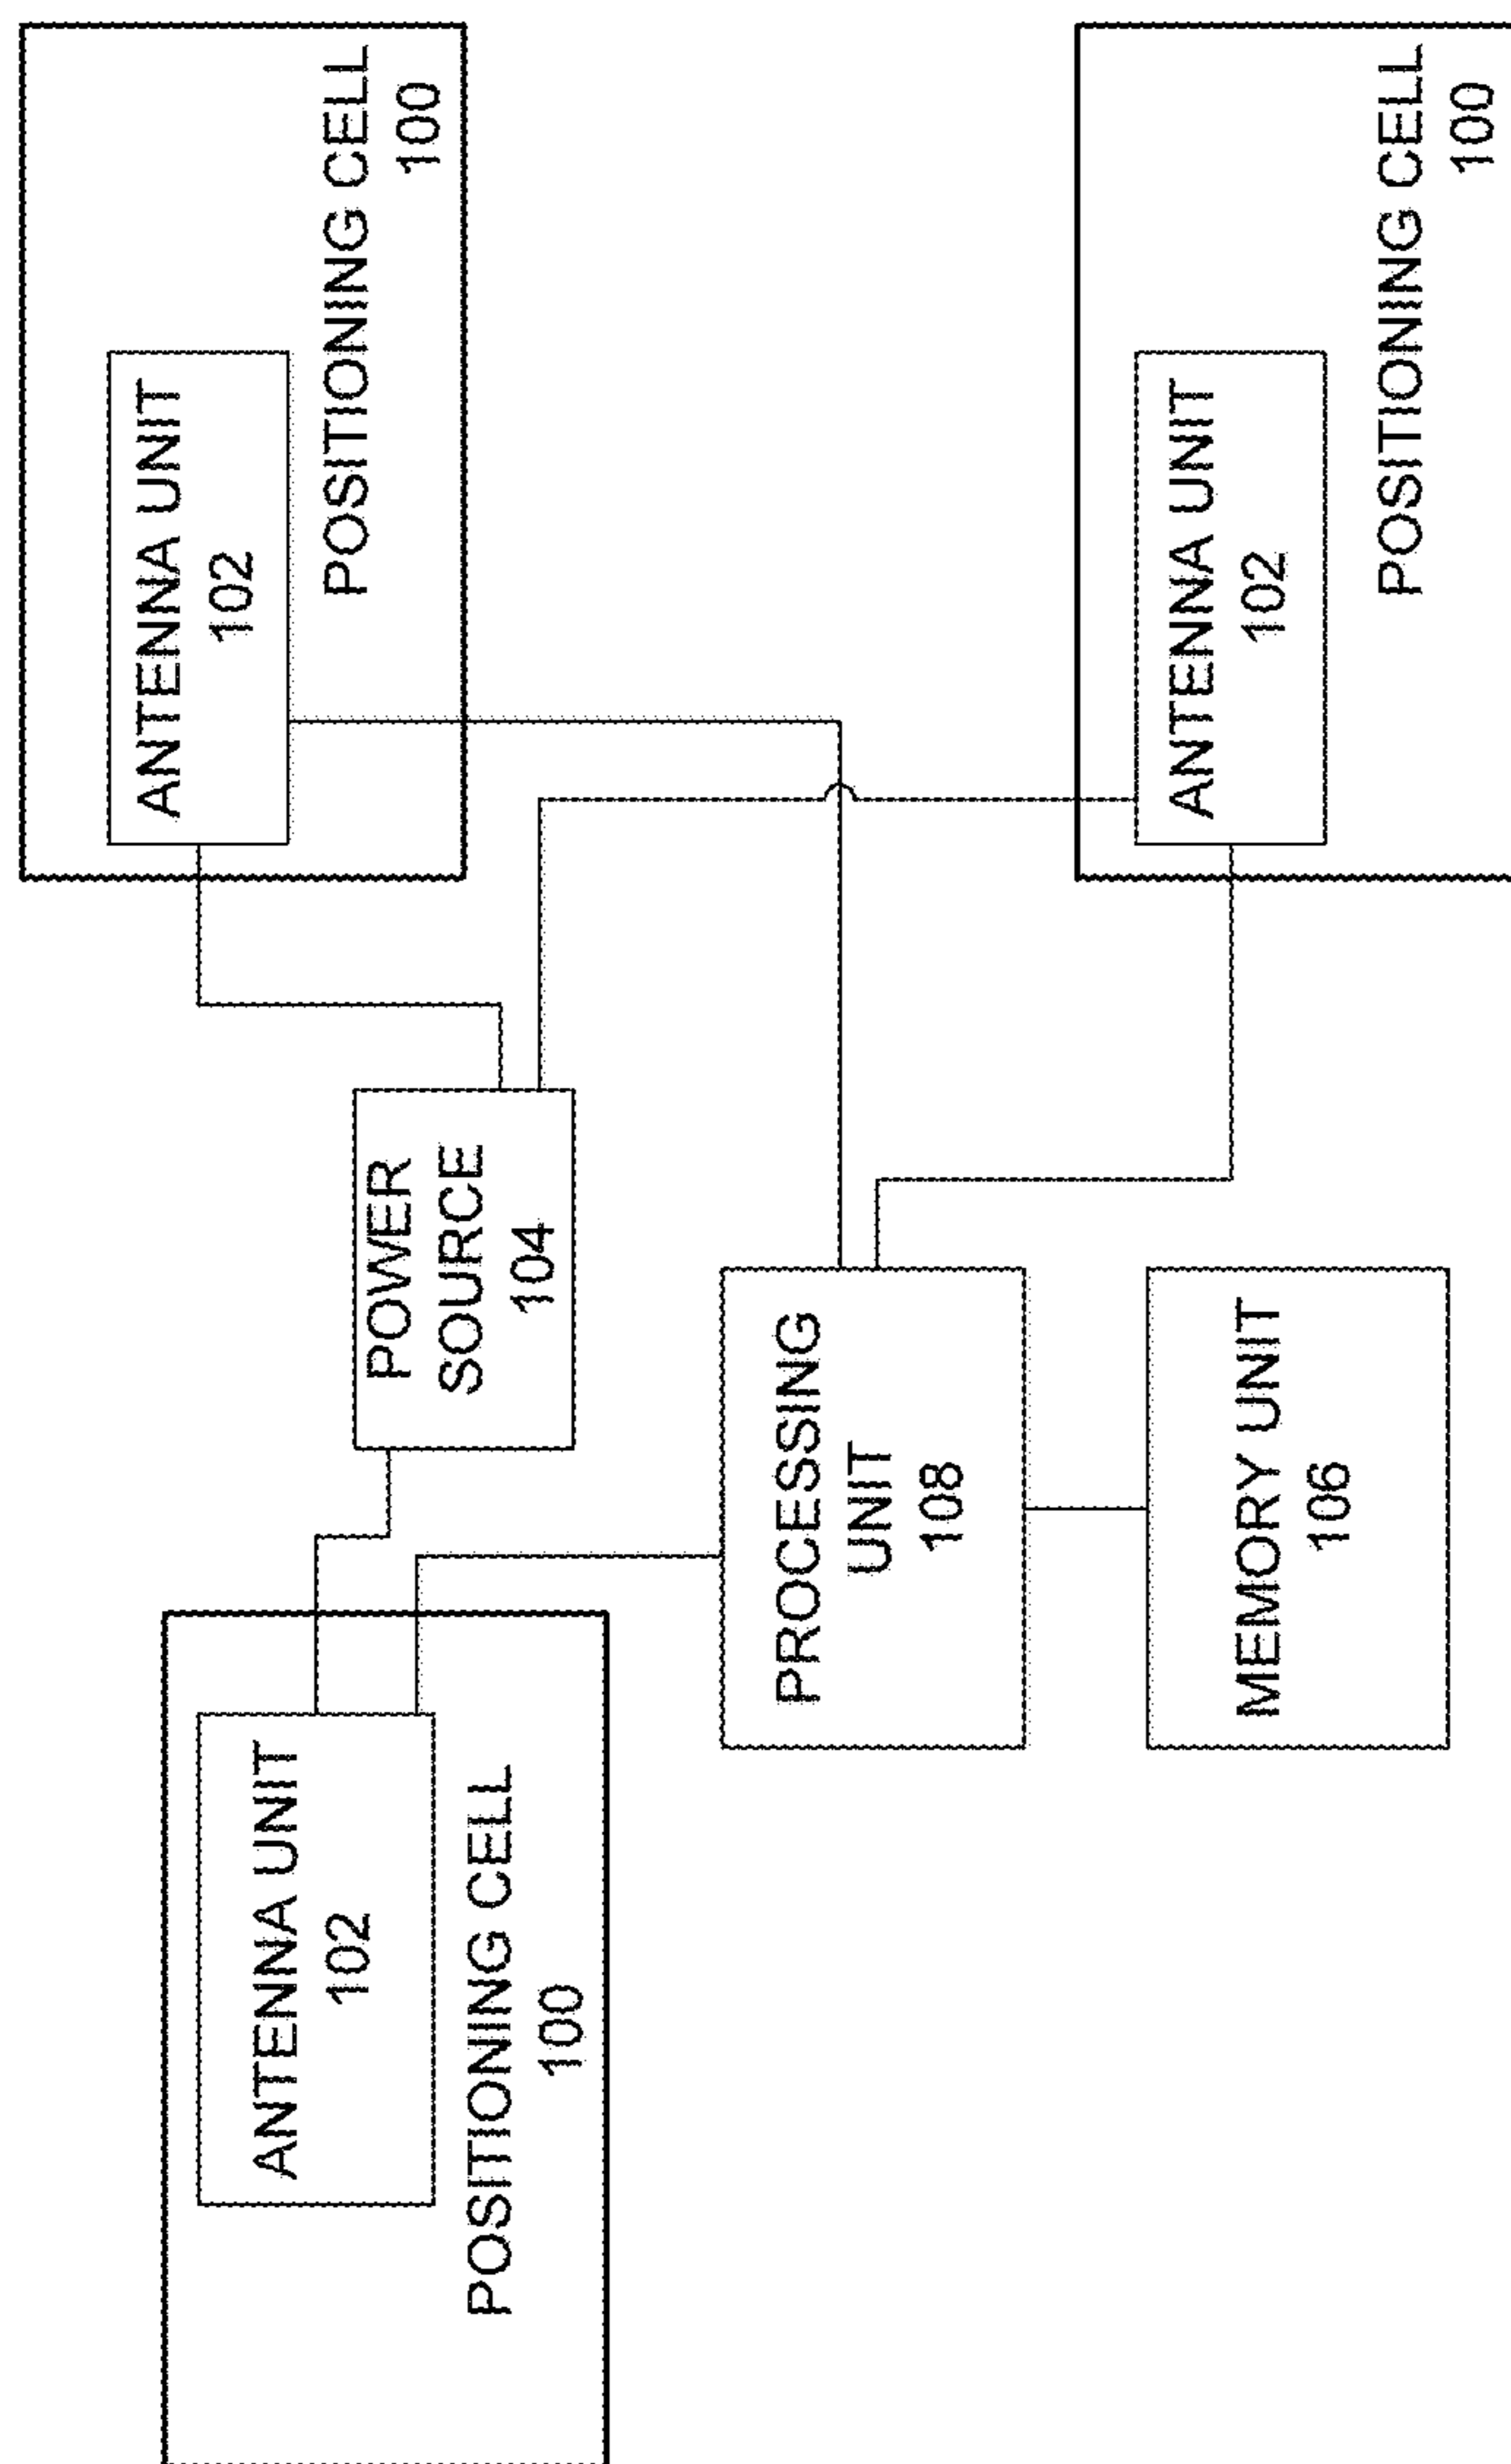 ANTENNA UNIT
102
POSITIONING CELL
100
ANTENNA UNIT
102
POSITIONING CELL
100
POWER
SOURCE
104
PROCESSING
UNIT
108
MEMORY UNIT
106
ANTENNA UNIT
102
POSITIONING CELL
100